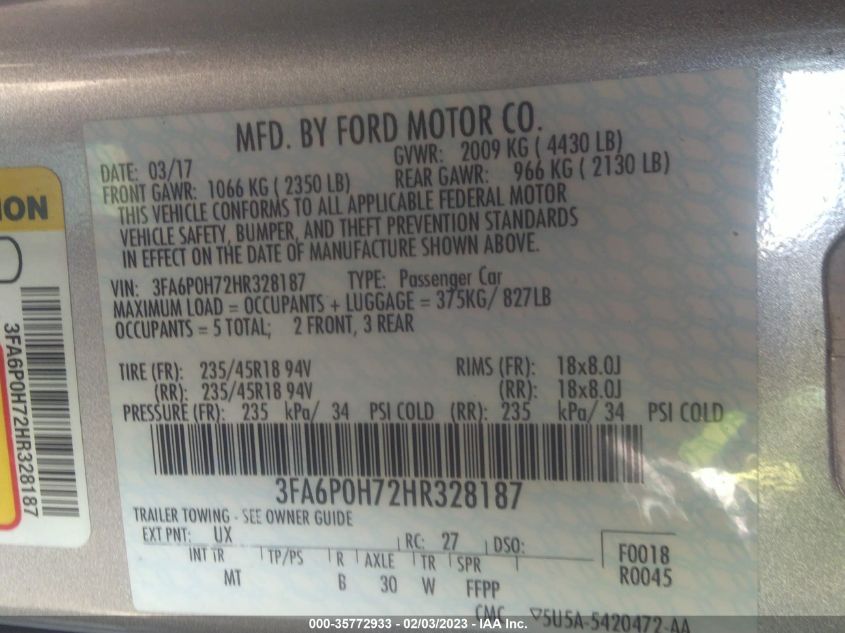 MFD. BY FORD MOTOR CO.
DATE: 03/17 GVWR: 2009 KG ( 4430 LB)
FRONT GAWR: 1066 KG ( 2350 LB) REAR GAWR: 966 KG ( 2130 LB)
THIS VEHICLE CONFORMS TO ALL APPLICABLE FEDERAL MOTOR
VEHICLE SAFETY, BUMPER, AND THEFT PREVENTION STANDARDS
IN EFFECT ON THE DATE OF MANUFACTURE SHOWN ABOVE.
VIN: 3FA6P0H72HR328187 TYPE: Passenger Car
MAXIMUM LOAD = OCCUPANTS + LUGGAGE = 375KG/ 827LB
OCCUPANTS = 5 TOTAL; 2 FRONT, 3 REAR
TIRE (FR): 235/45R18 94V RIMS (FR): 18x8.0J
(RR): 235/45R18 94V (RR): 18x8.0J
PRESSURE (FR): 235 kPa/ 34 PSI COLD (RR): 235 kPa/ 34 PSI COLD
3FA6P0H72HR328187
TRAILER TOWING - SEE OWNER GUIDE
EXT PNT: UX RC: 27 DSO:
INT TR TP/PS R AXLE TR SPR
MT B 30 W FFPP
F0018
R0045
CMC ▽5U5A-5420472-AA
ION
3FA6P0H72HR328187
000-35772933 - 02/03/2023 - IAA Inc.